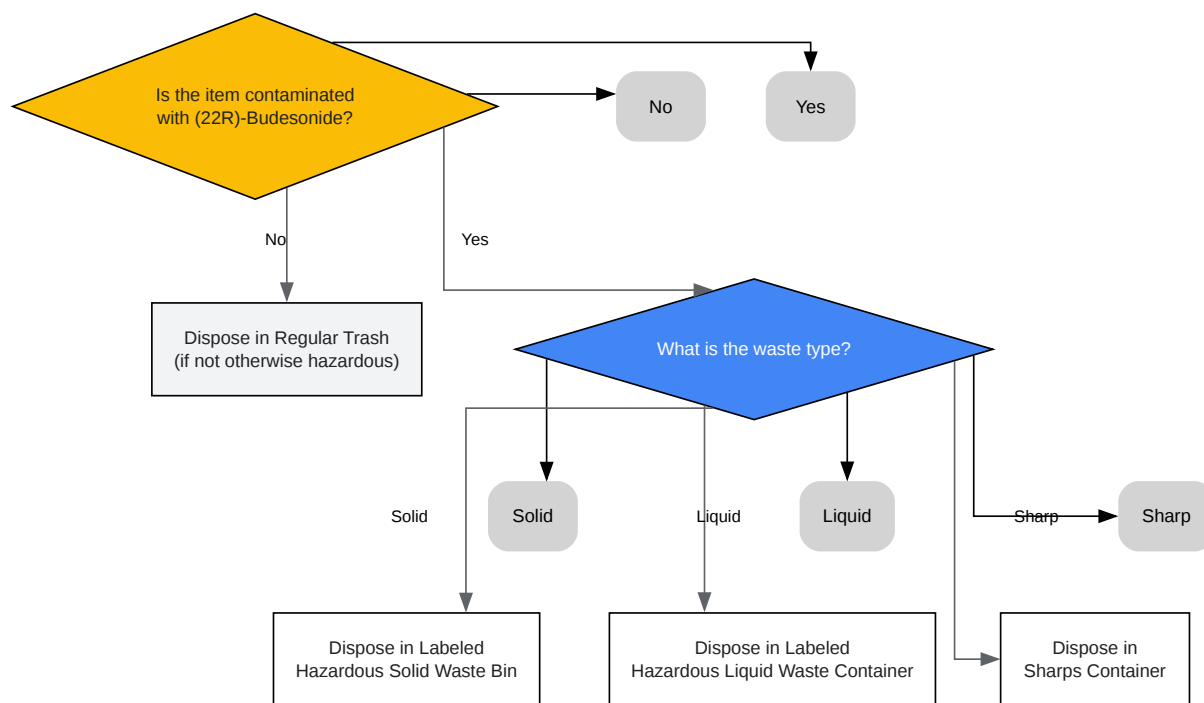 Is the item contaminated
with (22R)-Budesonide?
No
Yes
No
Yes
Dispose in Regular Trash
(if not otherwise hazardous)
What is the waste type?
Solid
Solid
Liquid
Liquid
Sharp
Sharp
Dispose in Labeled
Hazardous Solid Waste Bin
Dispose in Labeled
Hazardous Liquid Waste Container
Dispose in
Sharps Container